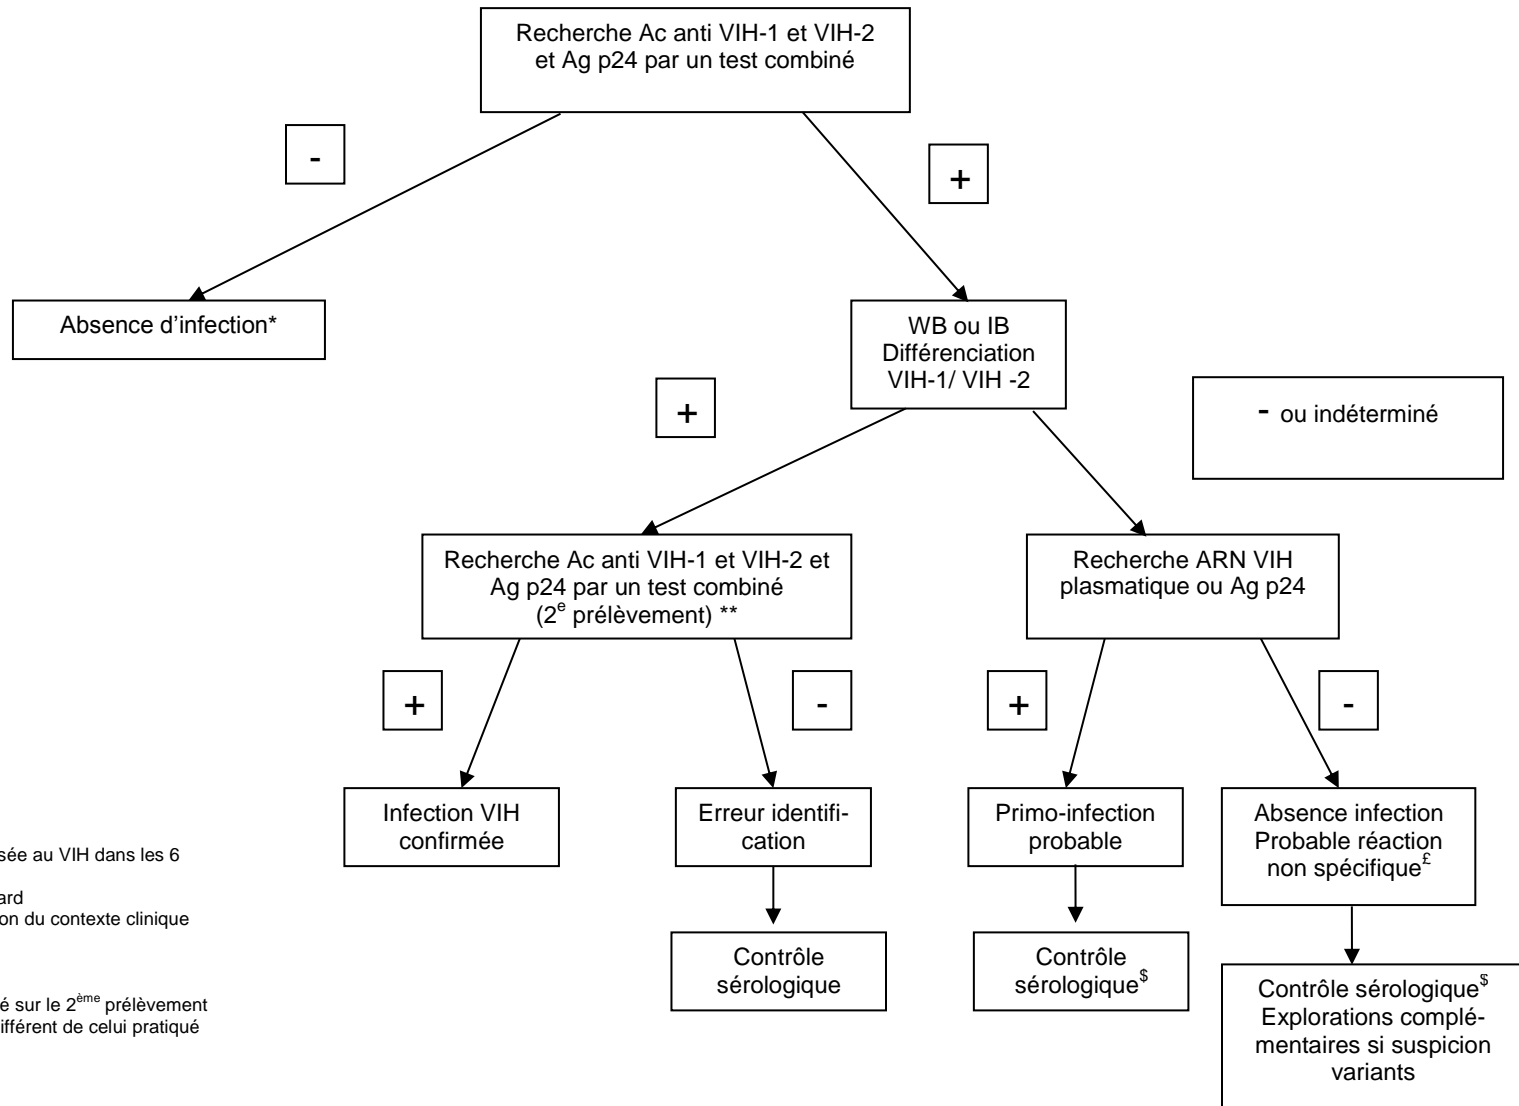 Recherche Ac anti VIH-1 et VIH-2
et Ag p24 par un test combiné
-
+
Absence d'infection*
WB ou IB
Différenciation
VIH-1/ VIH -2
+
- ou indéterminé
Recherche Ac anti VIH-1 et VIH-2 et
Ag p24 par un test combiné
(2e prélèvement) **
Recherche ARN VIH
plasmatique ou Ag p24
+
-
+
-
Infection VIH
confirmée
Erreur identifi-
cation
Primo-infection
probable
Absence infection
Probable réaction
non spécifique£
Contrôle
sérologique
Contrôle
sérologique$
Contrôle sérologique$
Explorations complé-
mentaires si suspicion
variants
sée au VIH dans les 6
ard
on du contexte clinique
é sur le 2ème prélèvement
ifférent de celui pratiqué